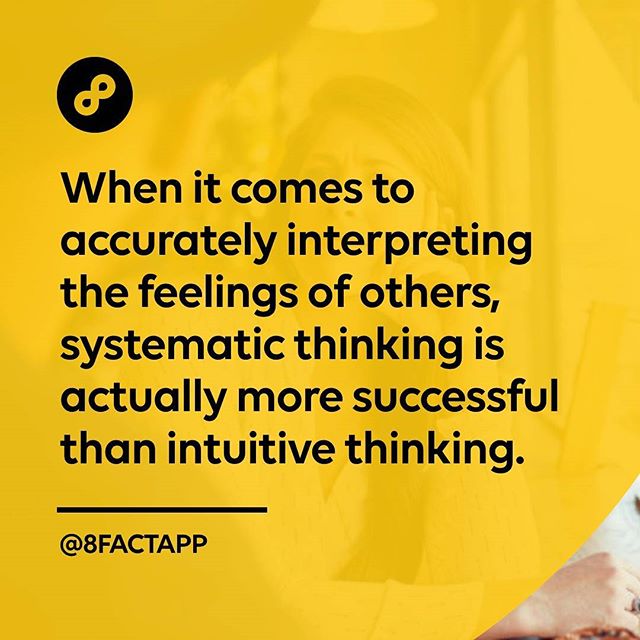 When it comes to
accurately interpreting
the feelings of others,
systematic thinking is
actually more successful
than intuitive thinking.
@8FACTAPP